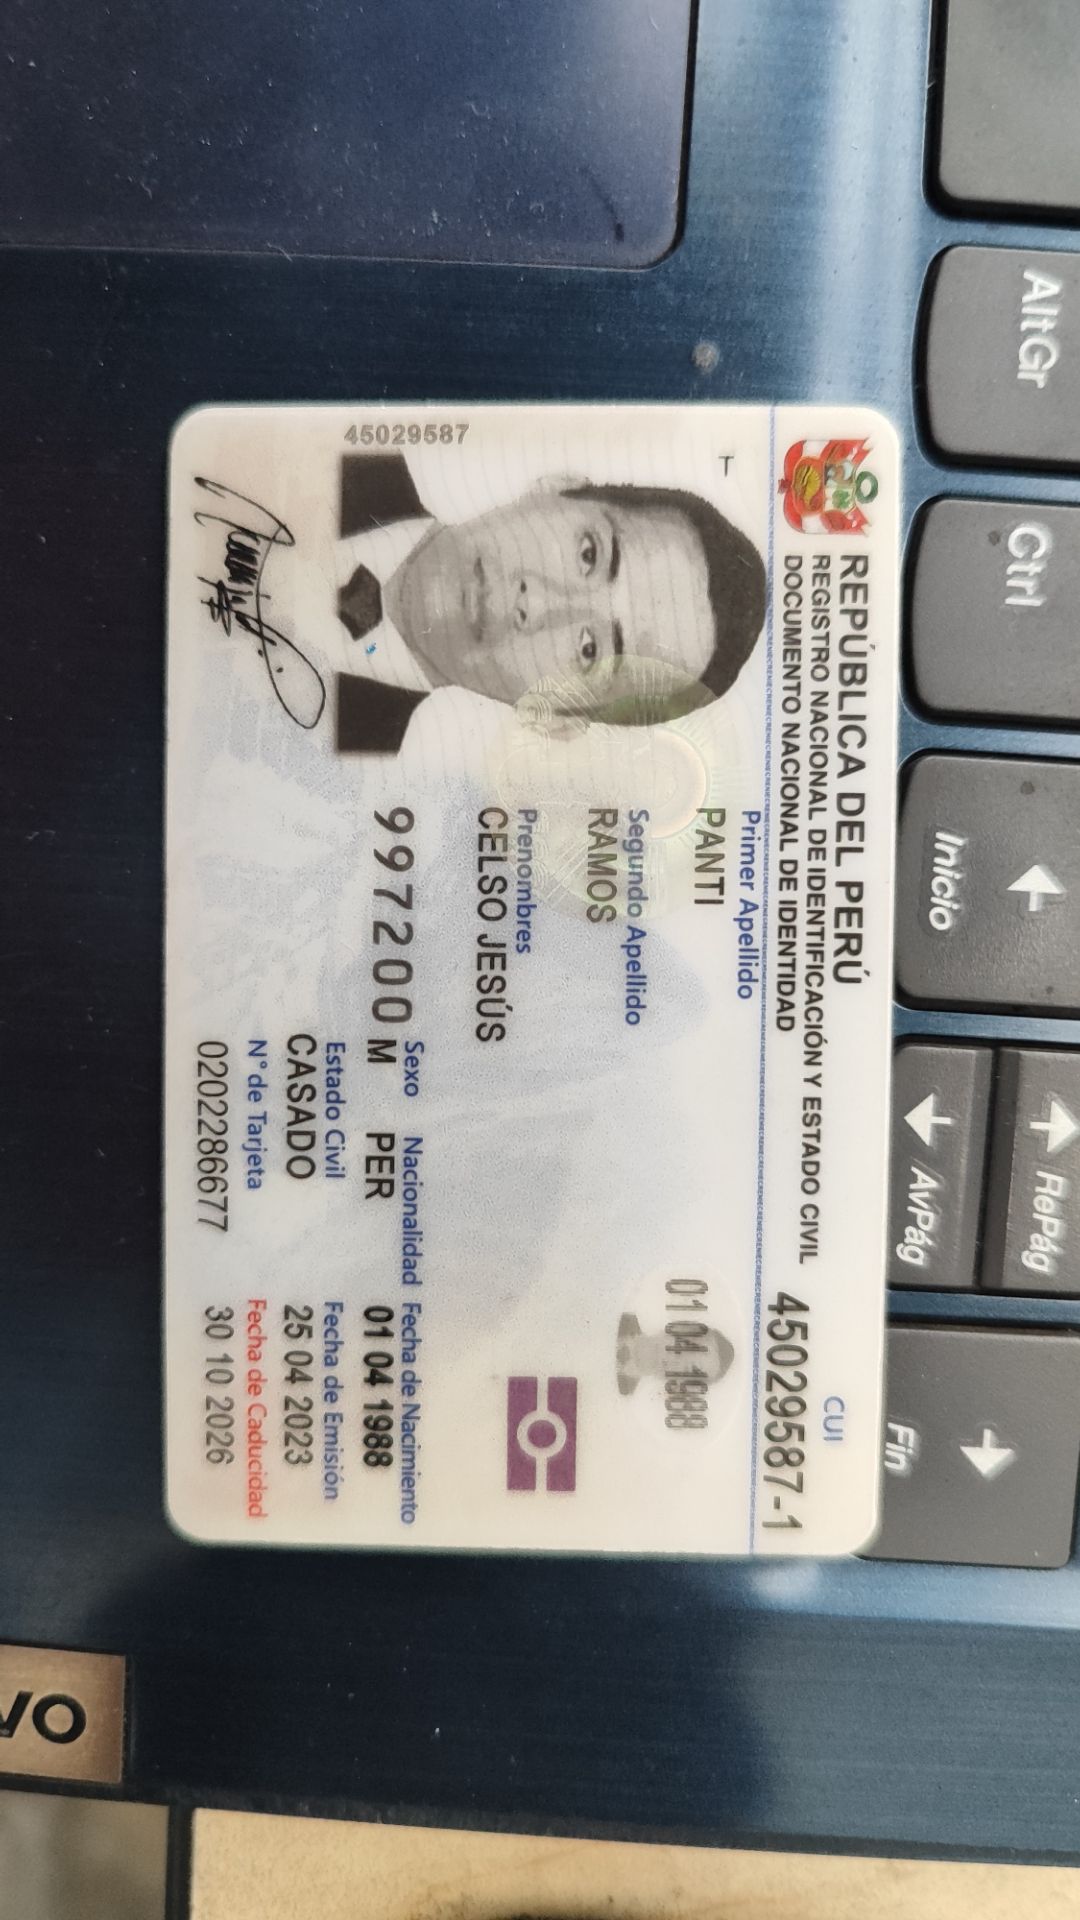 REPÚBLICA DEL PERÚ
REGISTRO NACIONAL DE IDENTIFICACIÓN Y ESTADO CIVIL
DOCUMENTO NACIONAL DE IDENTIDAD
CUI
45029587-1
Primer Apellido
PANTI
Segundo Apellido
RAMOS
Prenombres
CELSO JESÚS
01 04 1988
997200
Sexo
M
Nacionalidad
PER
Fecha de Nacimiento
01 04 1988
Estado Civil
CASADO
Fecha de Emisión
25 04 2023
N° de Tarjeta
0202286677
Fecha de Caducidad
30 10 2026
45029587
AltGr
Ctrl
Inicio
RePág
AvPág
Fin